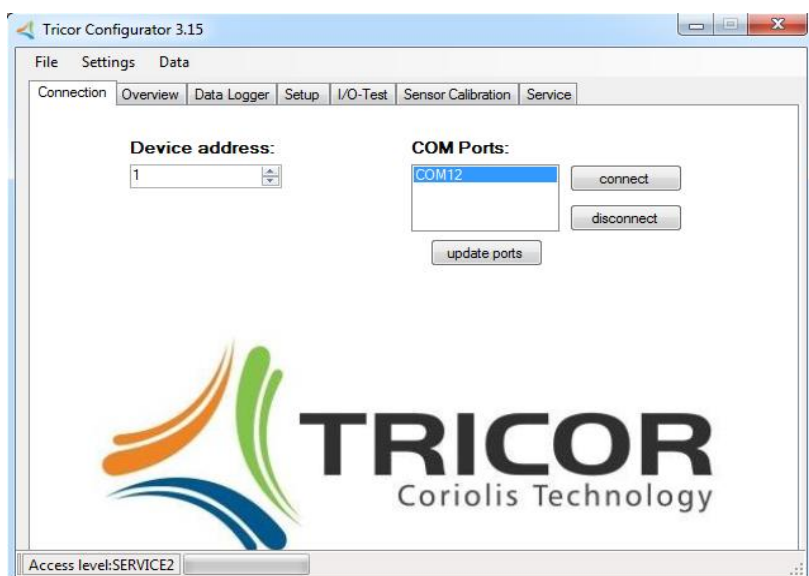 Tricor Configurator 3.15
File Settings Data
Connection Overview Data Logger Setup I/O-Test Sensor Calibration Service
Device address: COM Ports:
1 COM12
connect
disconnect
update ports
TRICOR
Coriolis Technology
Access level:SERVICE2